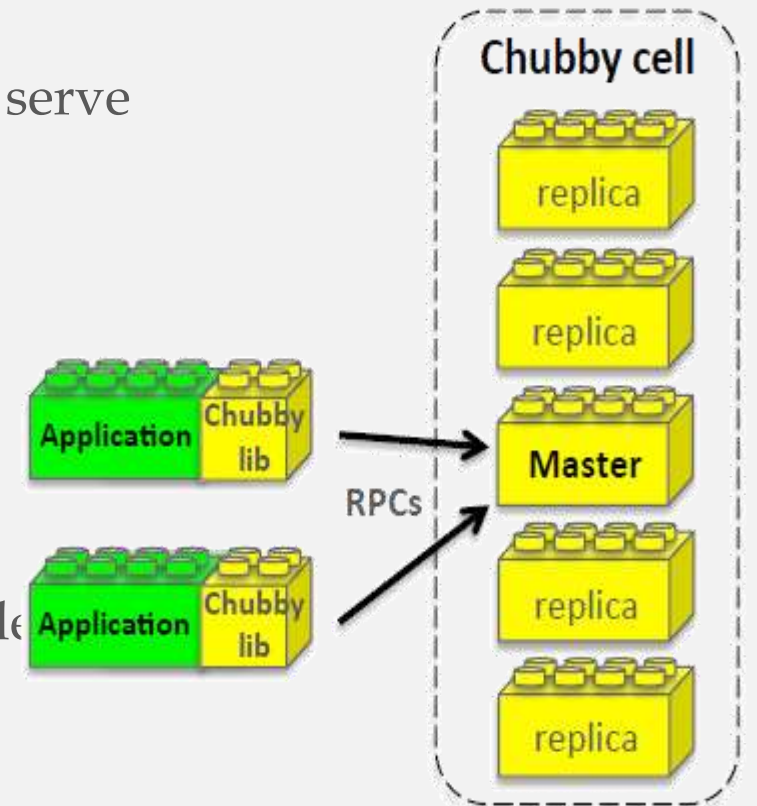 serve
Chubby cell
replica
replica
Application
Chubby
lib
Master
RPCs
Application
Chubby
lib
replica
replica